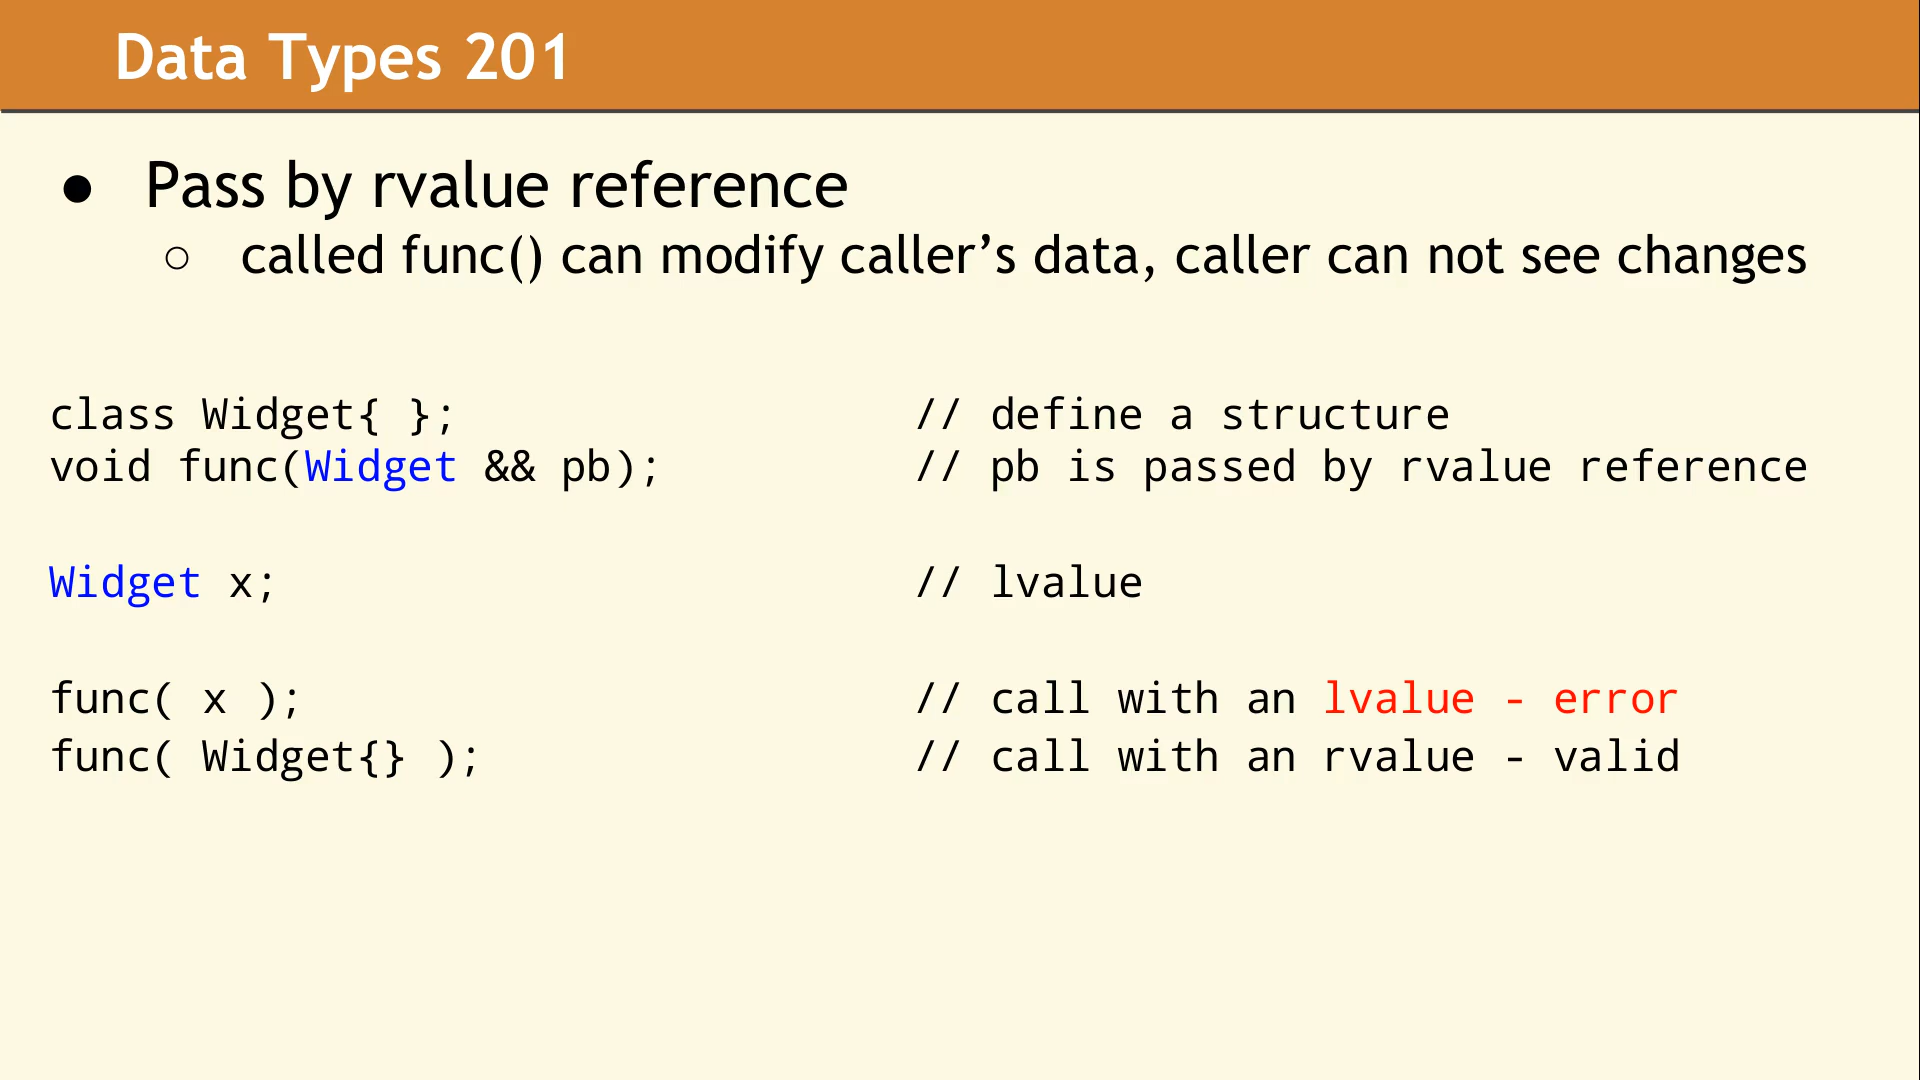 Data Types 201
● Pass by rvalue reference
○ called func() can modify caller’s data, caller can not see changes
class Widget{ }; // define a structure
void func(Widget && pb); // pb is passed by rvalue reference
Widget x; // lvalue
func( x ); // call with an lvalue - error
func( Widget{} ); // call with an rvalue - valid